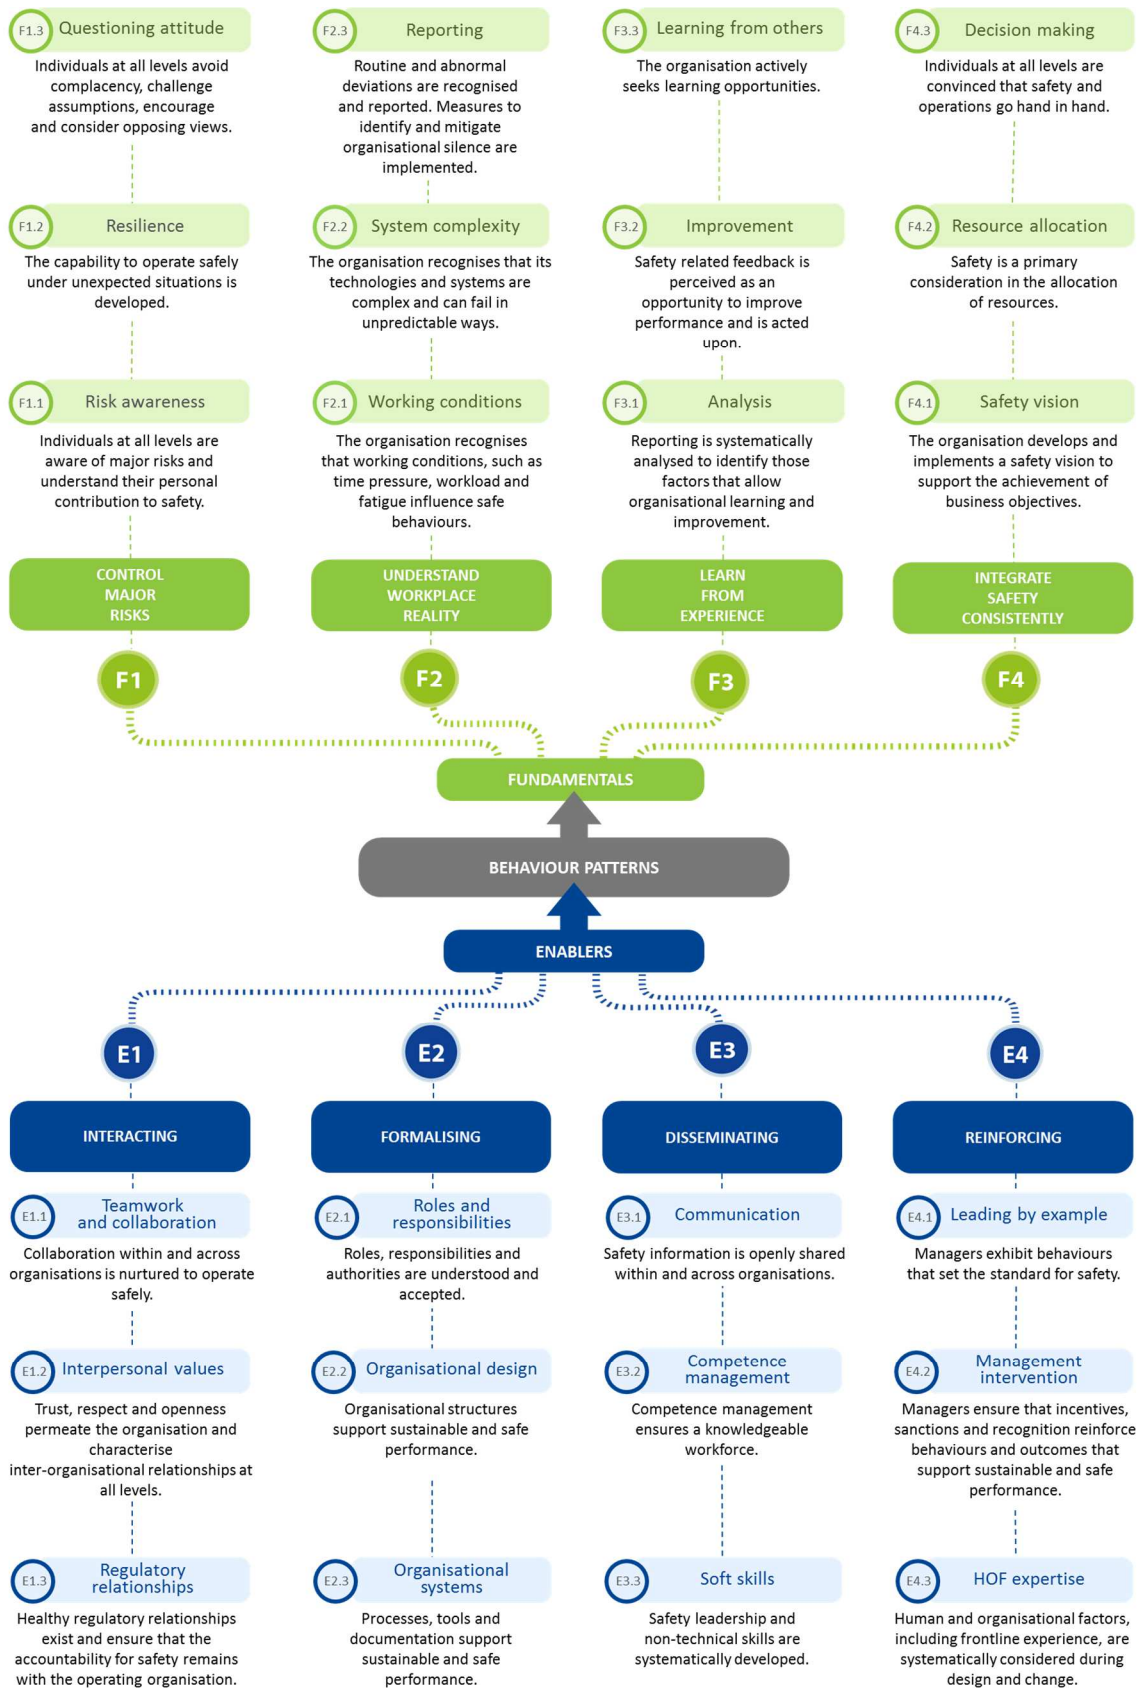 F1.3 Questioning attitude
Individuals at all levels avoid
complacency, challenge
assumptions, encourage
and consider opposing views.
F2.3 Reporting
Routine and abnormal
deviations are recognised
and reported. Measures to
identify and mitigate
organisational silence are
implemented.
F3.3 Learning from others
The organisation actively
seeks learning opportunities.
F4.3 Decision making
Individuals at all levels are
convinced that safety and
operations go hand in hand.
F1.2 Resilience
The capability to operate safely
under unexpected situations is
developed.
F2.2 System complexity
The organisation recognises that its
technologies and systems are
complex and can fail in
unpredictable ways.
F3.2 Improvement
Safety related feedback is
perceived as an
opportunity to improve
performance and is acted
upon.
F4.2 Resource allocation
Safety is a primary
consideration in the allocation
of resources.
F1.1 Risk awareness
Individuals at all levels are
aware of major risks and
understand their personal
contribution to safety.
F2.1 Working conditions
The organisation recognises
that working conditions, such as
time pressure, workload and
fatigue influence safe
behaviours.
F3.1 Analysis
Reporting is systematically
analysed to identify those
factors that allow
organisational learning and
improvement.
F4.1 Safety vision
The organisation develops and
implements a safety vision to
support the achievement of
business objectives.
CONTROL
MAJOR
RISKS
UNDERSTAND
WORKPLACE
REALITY
LEARN
FROM
EXPERIENCE
INTEGRATE
SAFETY
CONSISTENTLY
F1
F2
F3
F4
FUNDAMENTALS
BEHAVIOUR PATTERNS
ENABLERS
E1
E2
E3
E4
INTERACTING
FORMALISING
DISSEMINATING
REINFORCING
E1.1 Teamwork
and collaboration
Collaboration within and across
organisations is nurtured to operate
safely.
E2.1 Roles and
responsibilities
Roles, responsibilities and
authorities are understood and
accepted.
E3.1 Communication
Safety information is openly shared
within and across organisations.
E4.1 Leading by example
Managers exhibit behaviours
that set the standard for safety.
E1.2 Interpersonal values
Trust, respect and openness
permeate the organisation and
characterise
inter-organisational relationships at
all levels.
E2.2 Organisational design
Organisational structures
support sustainable and safe
performance.
E3.2 Competence
management
Competence management
ensures a knowledgeable
workforce.
E4.2 Management
intervention
Managers ensure that incentives,
sanctions and recognition reinforce
behaviours and outcomes that
support sustainable and safe
performance.
E1.3 Regulatory
relationships
Healthy regulatory relationships
exist and ensure that the
accountability for safety remains
with the operating organisation.
E2.3 Organisational
systems
Processes, tools and
documentation support
sustainable and safe
performance.
E3.3 Soft skills
Safety leadership and
non-technical skills are
systematically developed.
E4.3 HOF expertise
Human and organisational factors,
including frontline experience, are
systematically considered during
design and change.